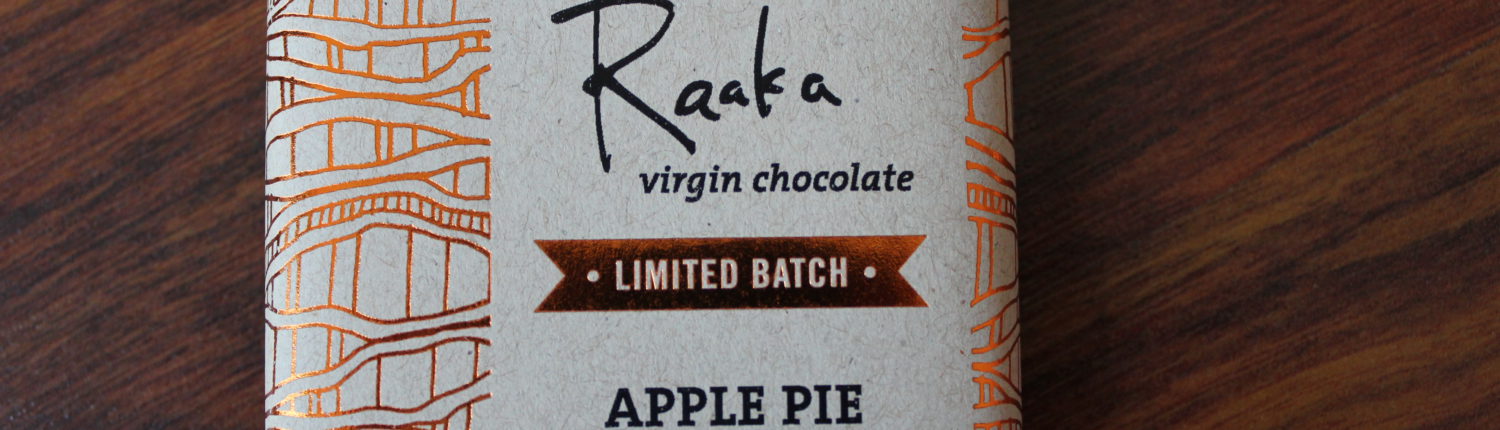 Raaka
virgin chocolate
• LIMITED BATCH •
APPLE PIE